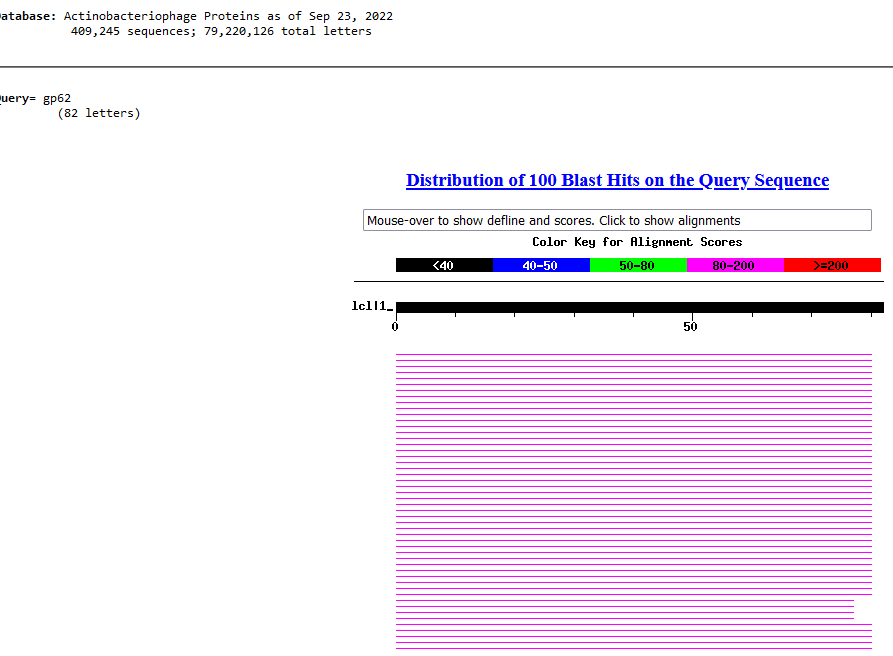 atabase: Actinobacteriophage Proteins as of Sep 23, 2022
409,245 sequences; 79,220,126 total letters
uery= gp62
(82 letters)
Distribution of 100 Blast Hits on the Query Sequence
Mouse-over to show defline and scores. Click to show alignments
Color Key for Alignment Scores
<40 40-50 50-80 80-200 >=200
lcl|1_
0 50